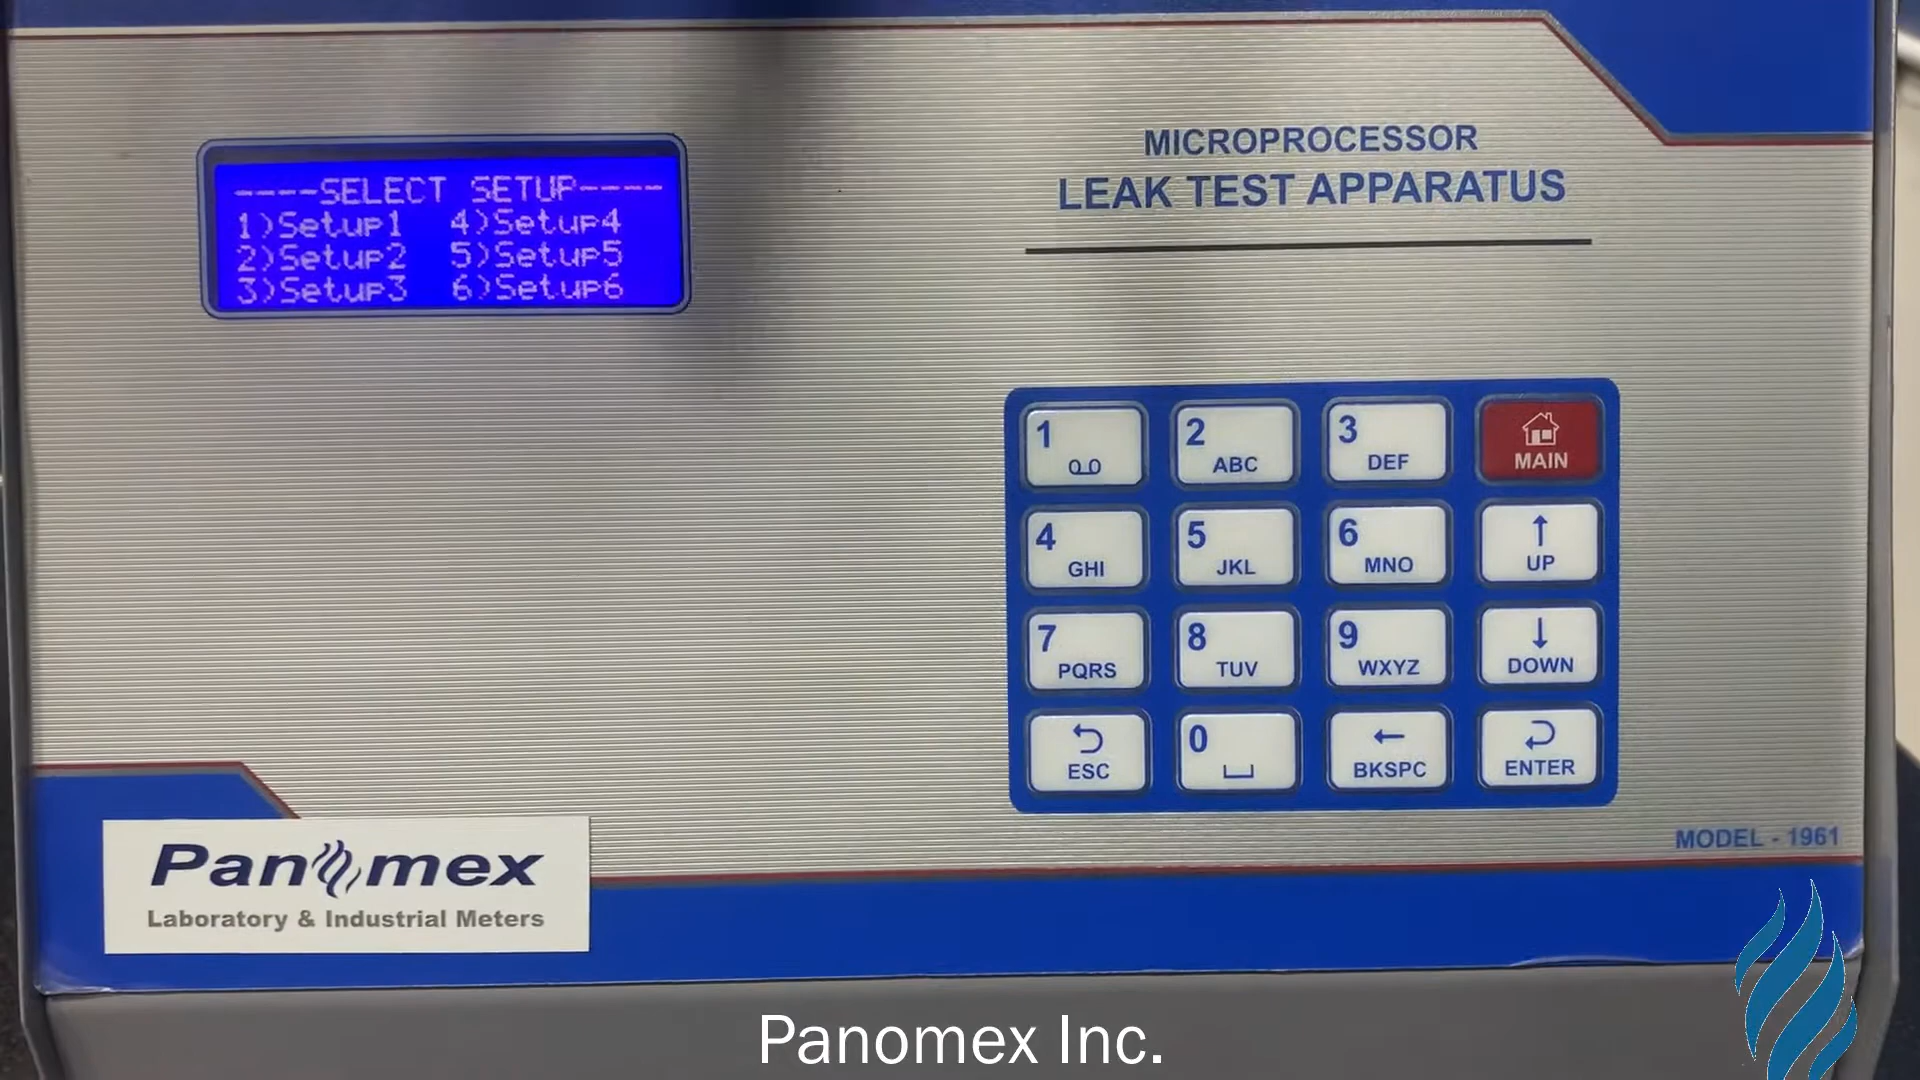 ----SELECT SETUP----
1)Setup1 4)Setup4
2)Setup2 5)Setup5
3)Setup3 6)Setup6
MICROPROCESSOR
LEAK TEST APPARATUS
1
2 ABC
3 DEF
MAIN
4 GHI
5 JKL
6 MNO
↑ UP
7 PQRS
8 TUV
9 WXYZ
↓ DOWN
ESC
0
← BKSPC
ENTER
MODEL - 1961
Panomex
Laboratory & Industrial Meters
Panomex Inc.